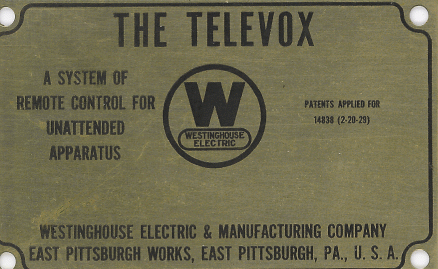 THE TELEVOX
A SYSTEM OF
REMOTE CONTROL FOR
UNATTENDED
APPARATUS
W
WESTINGHOUSE
ELECTRIC
PATENTS APPLIED FOR
14838 (2-20-29)
WESTINGHOUSE ELECTRIC & MANUFACTURING COMPANY
EAST PITTSBURGH WORKS, EAST PITTSBURGH, PA., U. S. A.